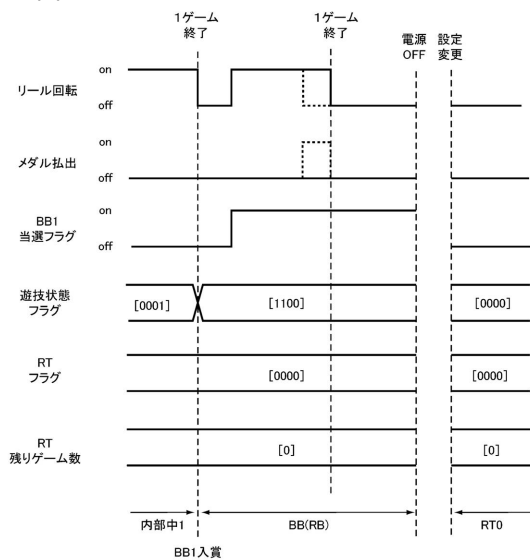 1ゲーム
終了
1ゲーム
終了
電源
OFF
設定
変更
リール回転
on
off
メダル払出
on
off
BB1
当選フラグ
on
off
遊技状態
フラグ
[0001]
[1100]
[0000]
RT
フラグ
[0000]
[0000]
RT
残りゲーム数
[0]
[0]
内部中1
BB(RB)
RT0
BB1入賞